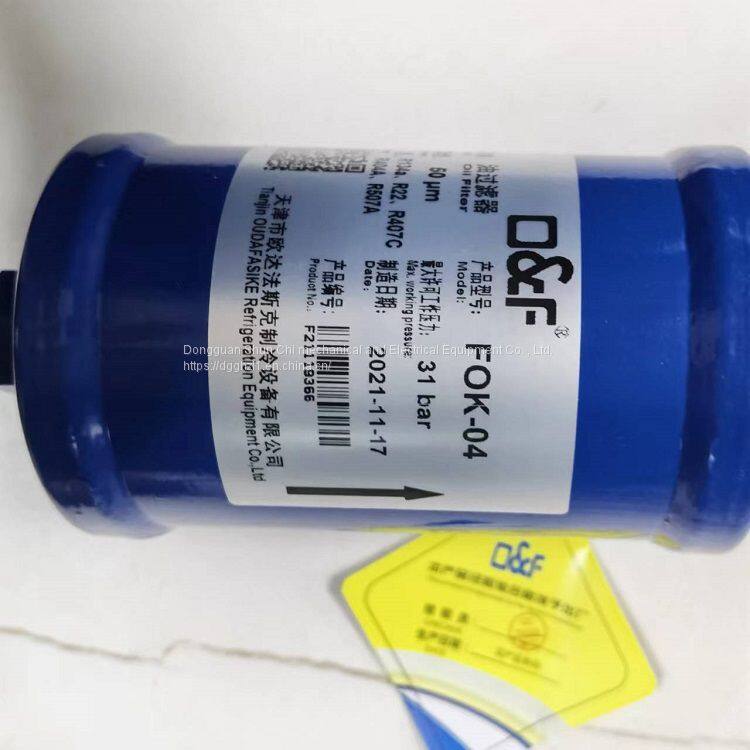 D&F®
油过滤器
Oil Filter
产品型号: FOK-04
Model:
60 μm
最大许可工作压力: 31 bar
Max. working pressure:
R134a, R22, R407C
R404A, R507A
制造日期: 2021-11-17
Date:
产品编号:
Product No.:
天津市欧达法斯克制冷设备有限公司
Tianjin OUDAFASIKE Refrigeration Equipment Co.,Ltd
Dongguan Chi mechanical and Electrical Equipment Co., Ltd.
D&F